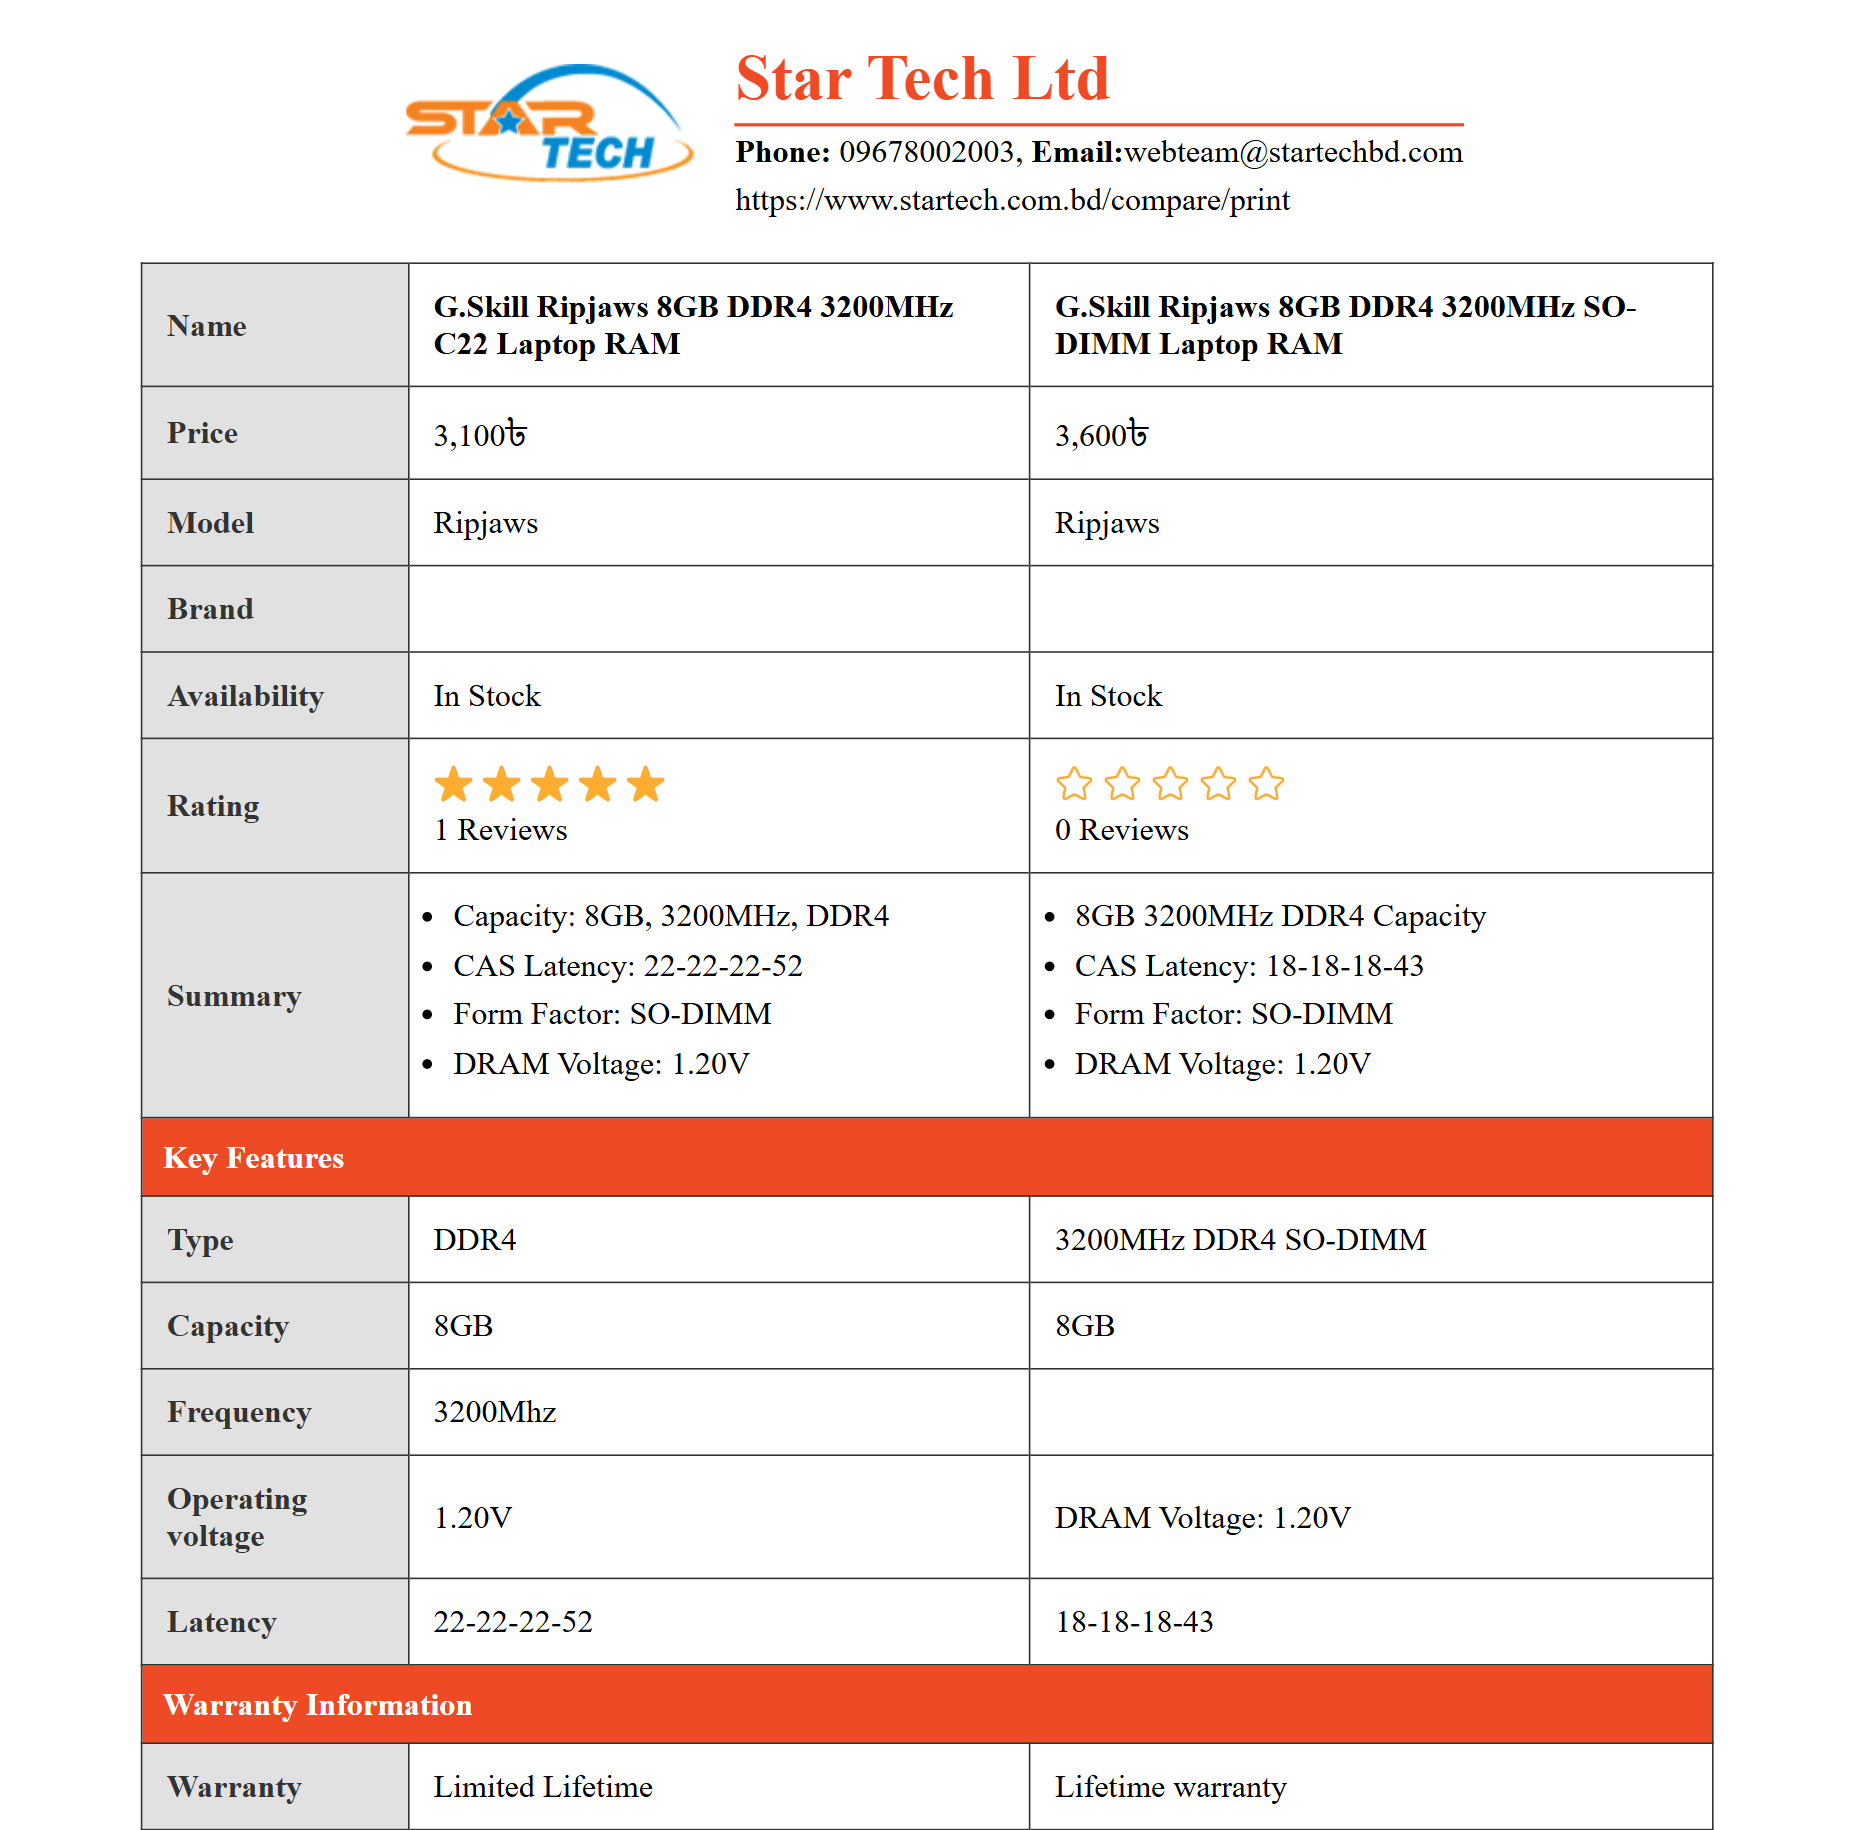 STAR
TECH
Star Tech Ltd
Phone: 09678002003, Email:webteam@startechbd.com
https://www.startech.com.bd/compare/print
Name
G.Skill Ripjaws 8GB DDR4 3200MHz
C22 Laptop RAM
G.Skill Ripjaws 8GB DDR4 3200MHz SO-
DIMM Laptop RAM
Price
3,100৳
3,600৳
Model
Ripjaws
Ripjaws
Brand
Availability
In Stock
In Stock
Rating
1 Reviews
0 Reviews
Summary
Capacity: 8GB, 3200MHz, DDR4
CAS Latency: 22-22-22-52
Form Factor: SO-DIMM
DRAM Voltage: 1.20V
8GB 3200MHz DDR4 Capacity
CAS Latency: 18-18-18-43
Form Factor: SO-DIMM
DRAM Voltage: 1.20V
Key Features
Type
DDR4
3200MHz DDR4 SO-DIMM
Capacity
8GB
8GB
Frequency
3200Mhz
Operating
voltage
1.20V
DRAM Voltage: 1.20V
Latency
22-22-22-52
18-18-18-43
Warranty Information
Warranty
Limited Lifetime
Lifetime warranty